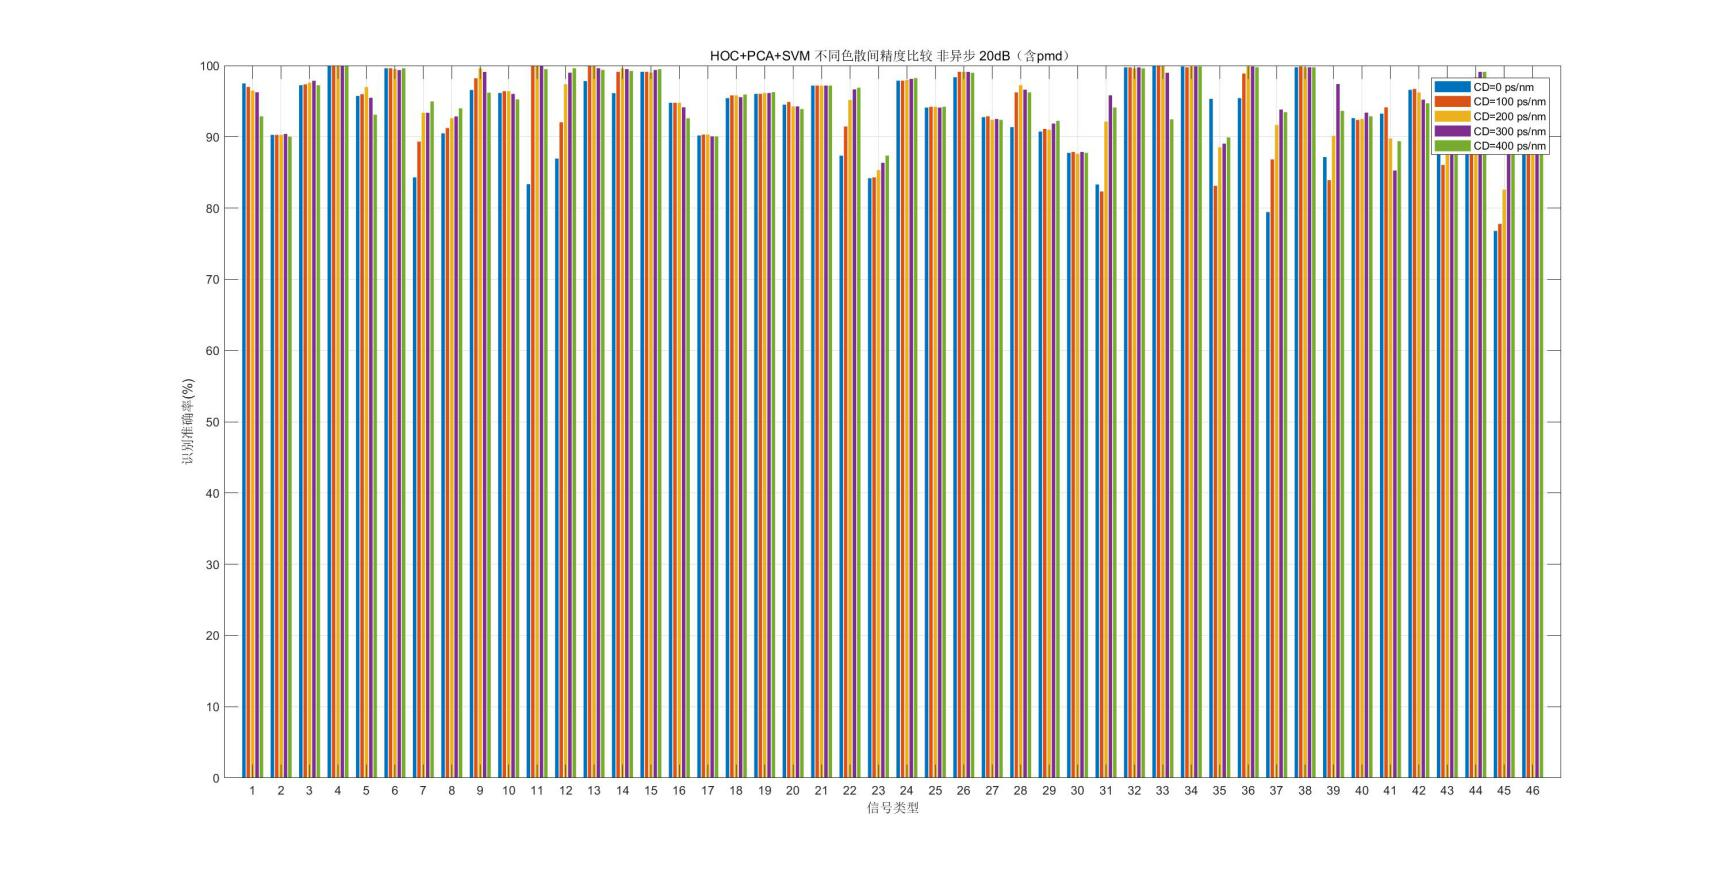 HOC+PCA+SVM 不同色散间精度比较 非异步 20dB（含pmd）
100
90
80
70
60
50
40
30
20
10
0
识别准确率(%)
CD=0 ps/nm
CD=100 ps/nm
CD=200 ps/nm
CD=300 ps/nm
CD=400 ps/nm
1 2 3 4 5 6 7 8 9 10 11 12 13 14 15 16 17 18 19 20 21 22 23 24 25 26 27 28 29 30 31 32 33 34 35 36 37 38 39 40 41 42 43 44 45 46
信号类型